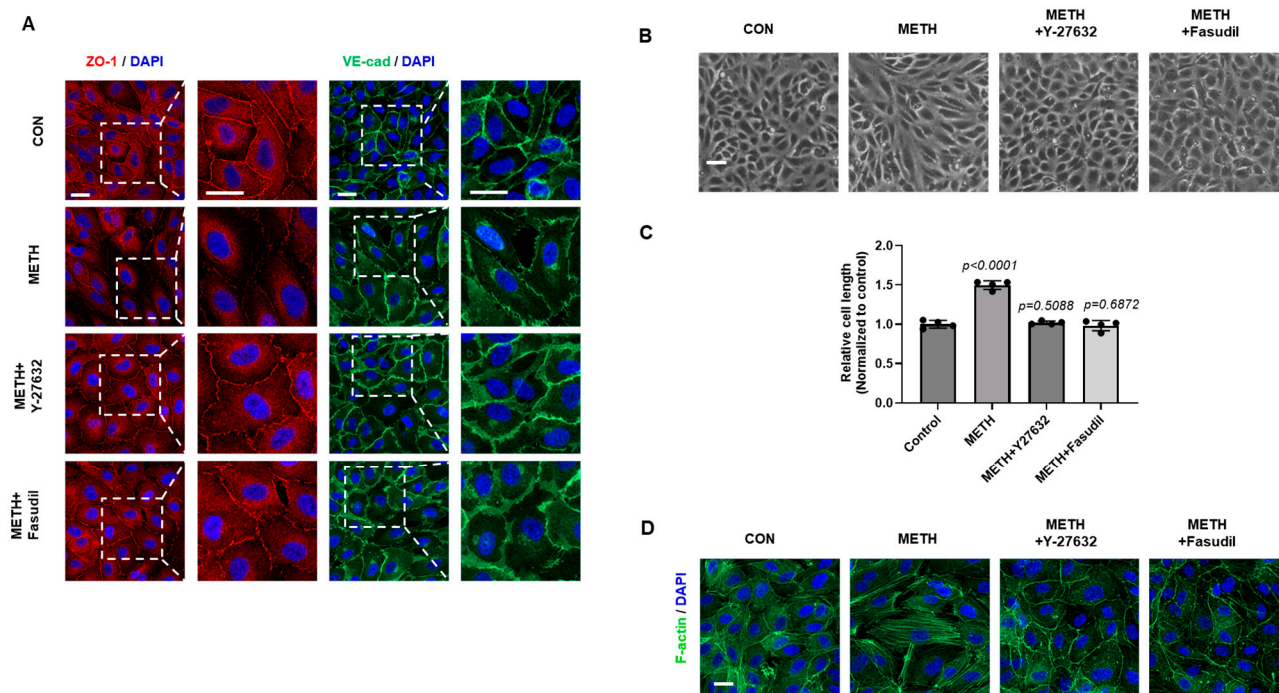 A
ZO-1 / DAPI
VE-cad / DAPI
CON
METH
METH+
Y-27632
METH+
Fasudil
B
CON
METH
METH
+Y-27632
METH
+Fasudil
C
Relative cell length
(Normalized to control)
2.0
1.5
1.0
0.5
0.0
p<0.0001
p=0.5088
p=0.6872
Control
METH
METH+Y27632
METH+Fasudil
D
CON
METH
METH
+Y-27632
METH
+Fasudil
F-actin / DAPI